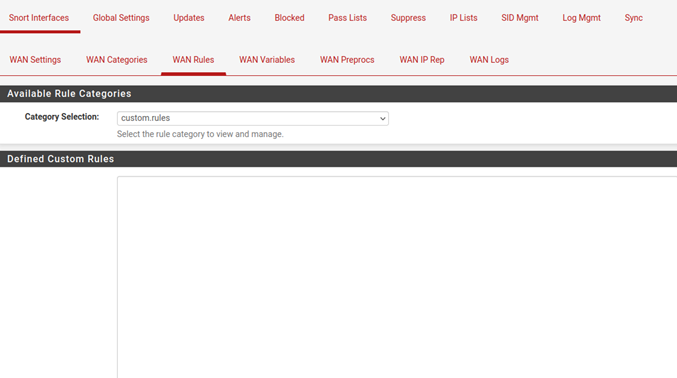 Snort Interfaces Global Settings Updates Alerts Blocked Pass Lists Suppress IP Lists SID Mgmt Log Mgmt Sync
WAN Settings WAN Categories WAN Rules WAN Variables WAN Preprocs WAN IP Rep WAN Logs
Available Rule Categories
Category Selection: custom.rules
Select the rule category to view and manage.
Defined Custom Rules